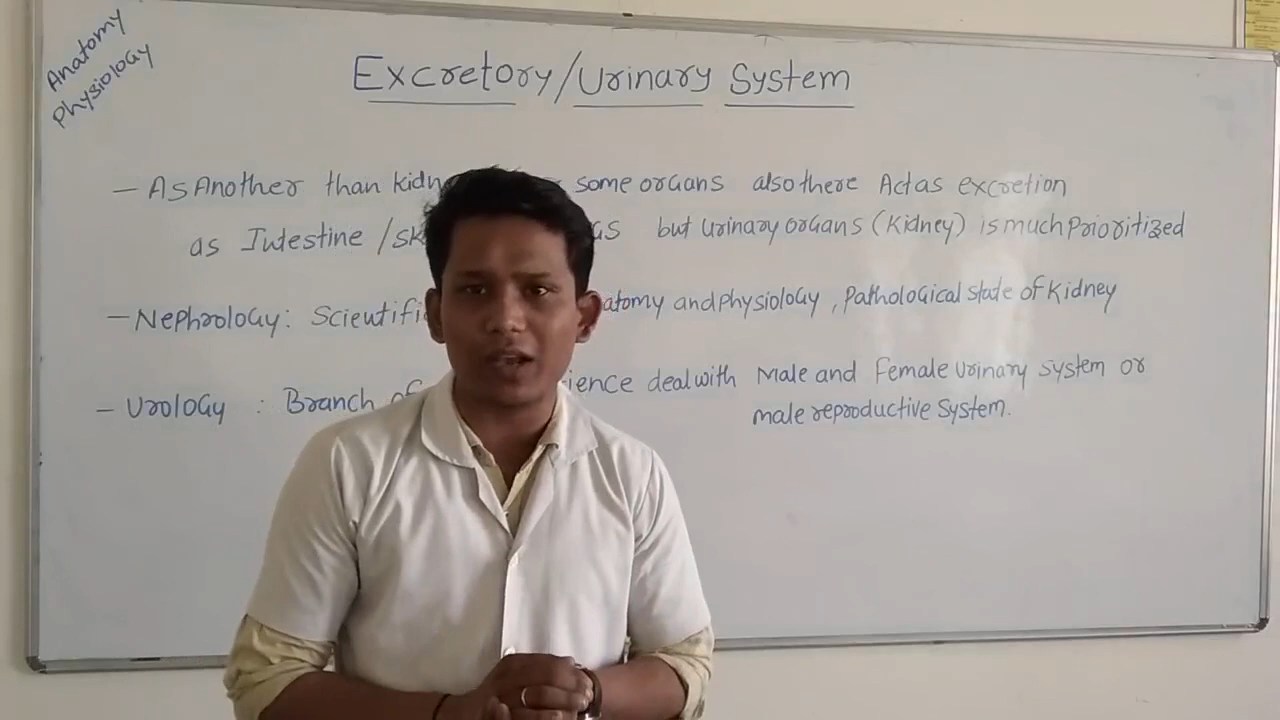 Anatomy
Physiology
Excretory/Urinary System
- As Another than kidn some organs also there Act as excretion
as Intestine / sk but urinary organs (Kidney) is much Prioritized
- Nephrology: Scientifi atomy and physiology, Pathological state of Kidney
- Urology : Branch of ience deal with Male and Female Urinary System or
male reproductive System.